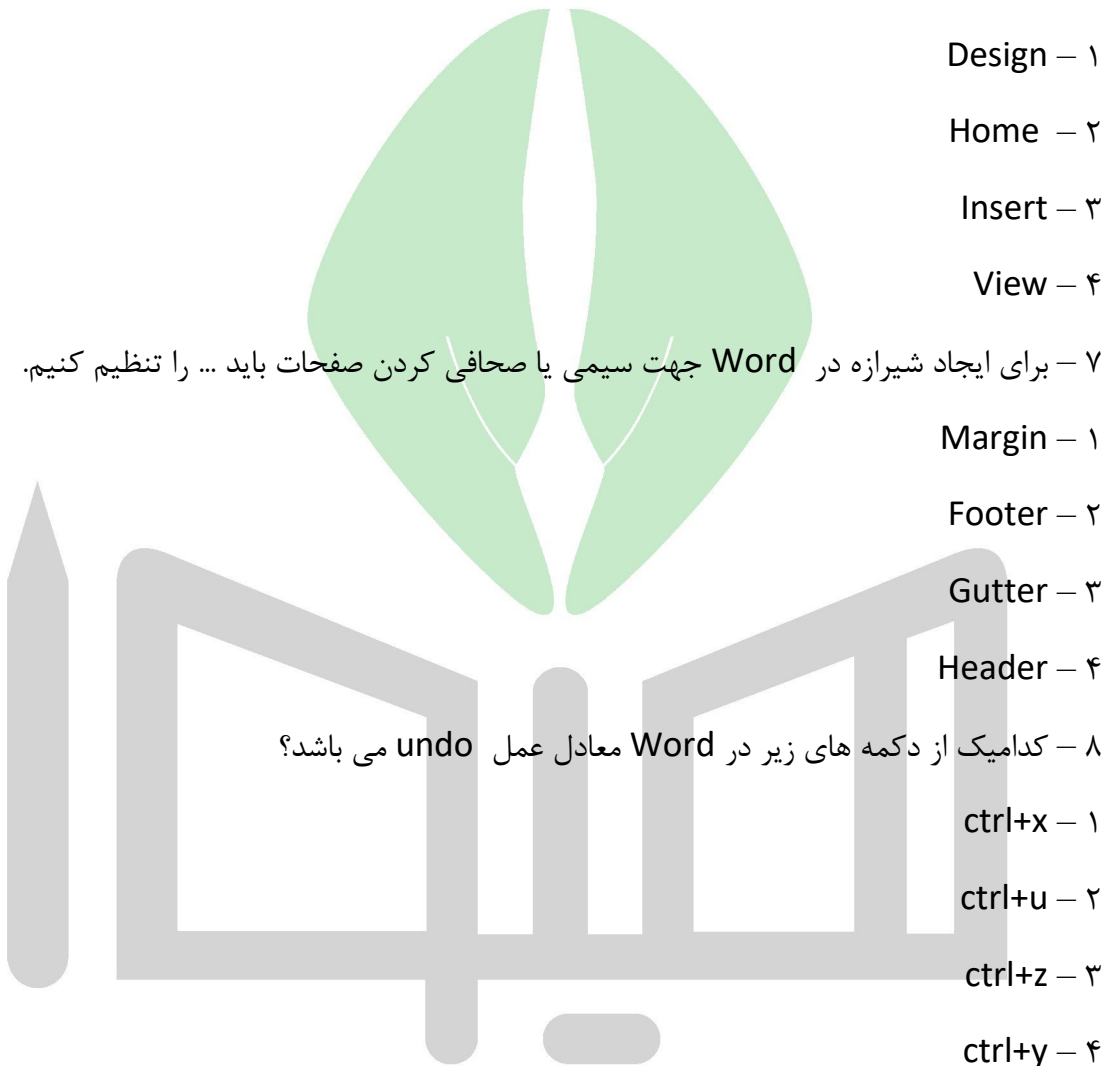 ۱ – Design
۲ – Home
۳ – Insert
۴ – View
۷ – برای ایجاد شیرازه در Word جهت سیمی یا صحافی کردن صفحات باید ... را تنظیم کنیم.
۱ – Margin
۲ – Footer
۳ – Gutter
۴ – Header
۸ – کدامیک از دکمه های زیر در Word معادل عمل undo می باشد؟
۱ – ctrl+x
۲ – ctrl+u
۳ – ctrl+z
۴ – ctrl+y